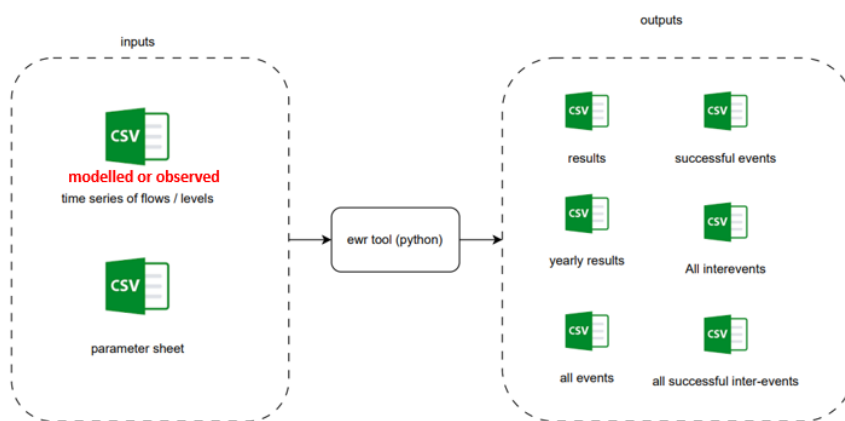 inputs
CSV
modelled or observed
time series of flows / levels
CSV
parameter sheet
ewr tool (python)
outputs
CSV
results
CSV
successful events
CSV
yearly results
CSV
All interevents
CSV
all events
CSV
all successful inter-events